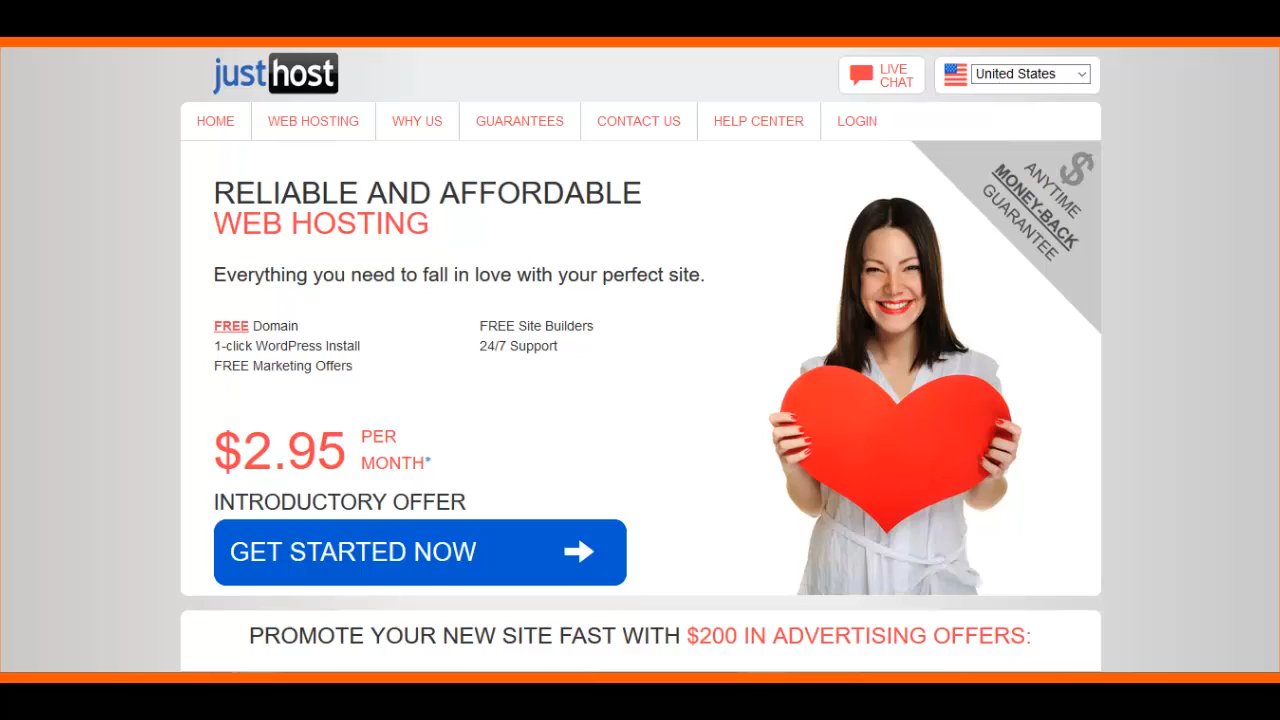 justhost
LIVE
CHAT
United States
HOME
WEB HOSTING
WHY US
GUARANTEES
CONTACT US
HELP CENTER
LOGIN
$
ANYTIME
MONEY-BACK
GUARANTEE
RELIABLE AND AFFORDABLE
WEB HOSTING
Everything you need to fall in love with your perfect site.
FREE Domain
1-click WordPress Install
FREE Marketing Offers
FREE Site Builders
24/7 Support
$2.95 PER
MONTH*
INTRODUCTORY OFFER
GET STARTED NOW
PROMOTE YOUR NEW SITE FAST WITH $200 IN ADVERTISING OFFERS: